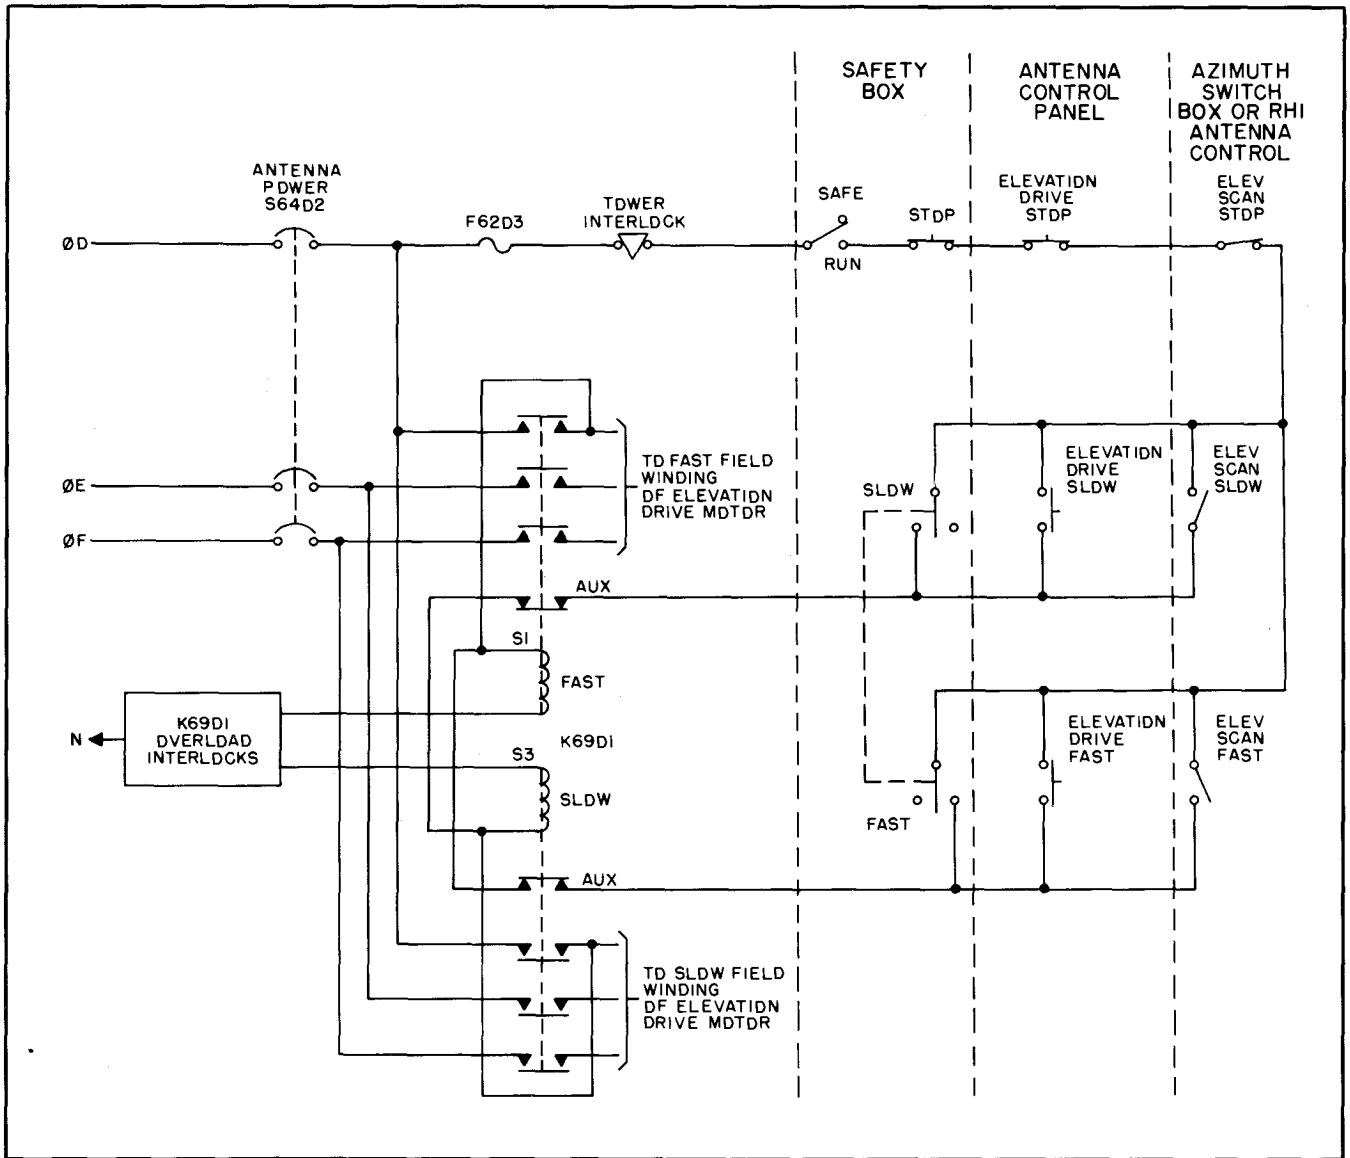 SAFETY
BOX
ANTENNA
CONTROL
PANEL
AZIMUTH
SWITCH
BOX OR RHI
ANTENNA
CONTROL
ANTENNA
PDWER
S64D2
ØD
F62D3
TDWER
INTERLDCK
SAFE
RUN
STDP
ELEVATIDN
DRIVE
STDP
ELEV
SCAN
STDP
ØE
ØF
TD FAST FIELD
WINDING
DF ELEVATIDN
DRIVE MDTDR
SLDW
ELEVATIDN
DRIVE
SLDW
ELEV
SCAN
SLDW
AUX
S1
FAST
N
K69D1
DVERLDAD
INTERLDCKS
K69D1
S3
SLDW
FAST
ELEVATIDN
DRIVE
FAST
ELEV
SCAN
FAST
AUX
TD SLDW FIELD
WINDING
DF ELEVATIDN
DRIVE MDTDR